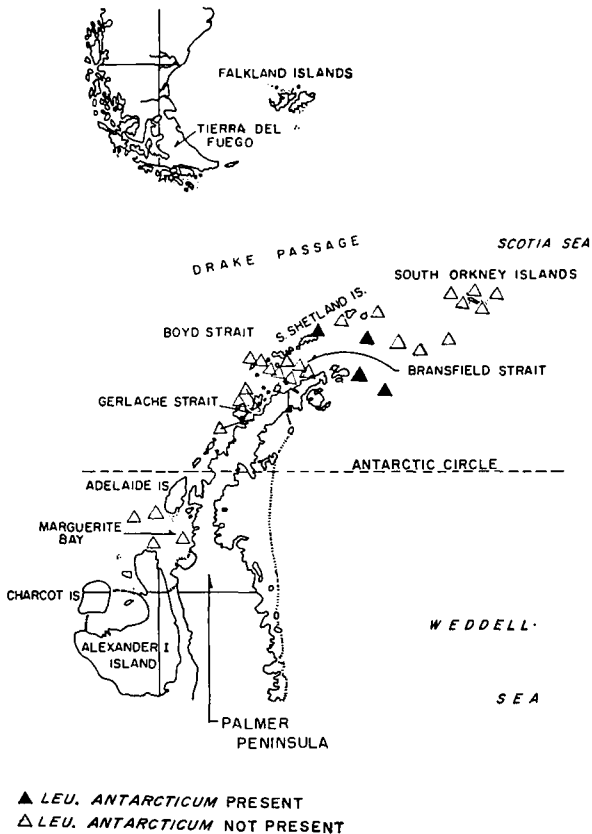 FALKLAND ISLANDS
TIERRA DEL
FUEGO
DRAKE PASSAGE
SCOTIA SEA
SOUTH ORKNEY ISLANDS
S. SHETLAND IS.
BOYD STRAIT
BRANSFIELD STRAIT
GERLACHE STRAIT
ANTARCTIC CIRCLE
ADELAIDE IS
MARGUERITE
BAY
CHARCOT IS
ALEXANDER I
ISLAND
WEDDELL
SEA
PALMER
PENINSULA
▲ LEU. ANTARCTICUM PRESENT
△ LEU. ANTARCTICUM NOT PRESENT